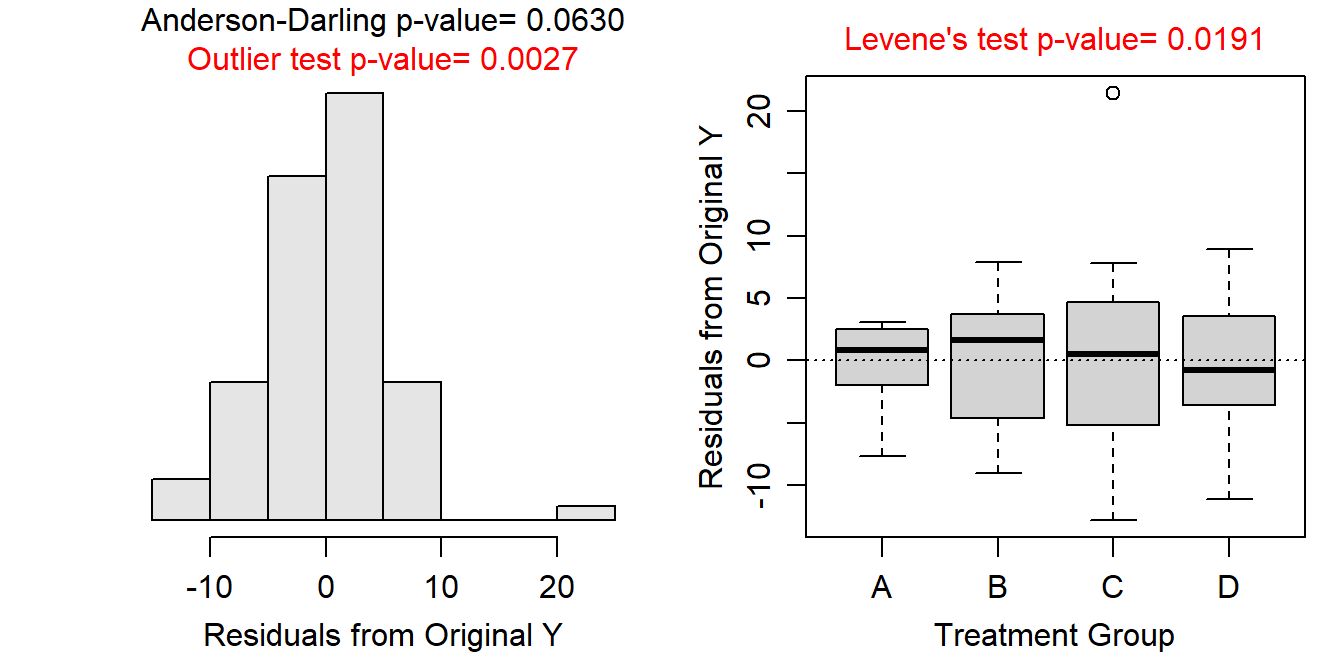 Anderson-Darling p-value= 0.0630
Outlier test p-value= 0.0027
-10 0 10 20
Residuals from Original Y
Levene's test p-value= 0.0191
Residuals from Original Y
20
10
5
0
-10
A B C D
Treatment Group